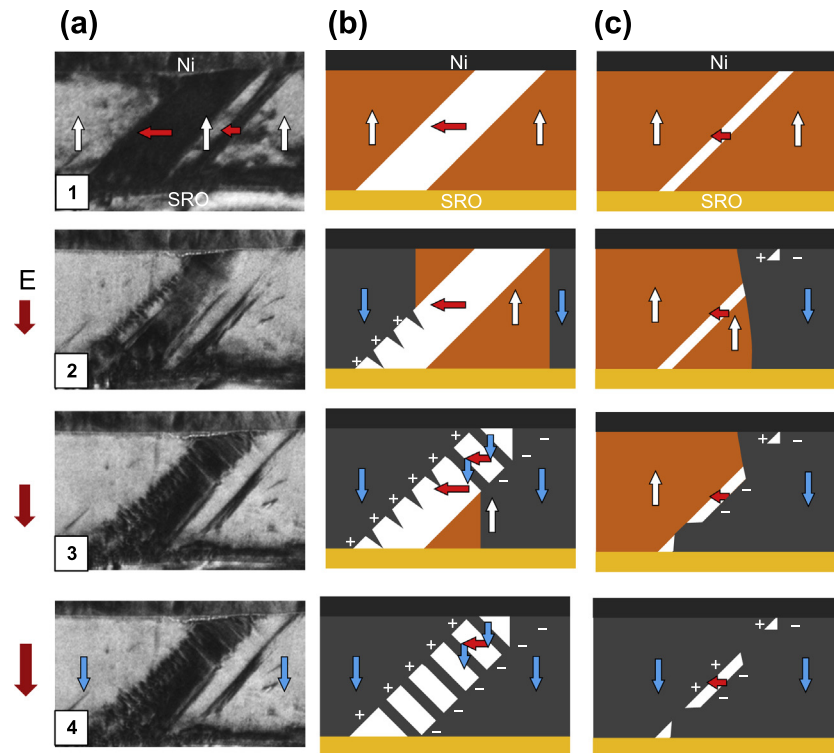 (a) (b) (c)
Ni Ni Ni
1 SRO SRO SRO
E
2 + + + + -
3 + + + + + + - - - + - - -
4 + + + + + + - - - - - + - + + - -